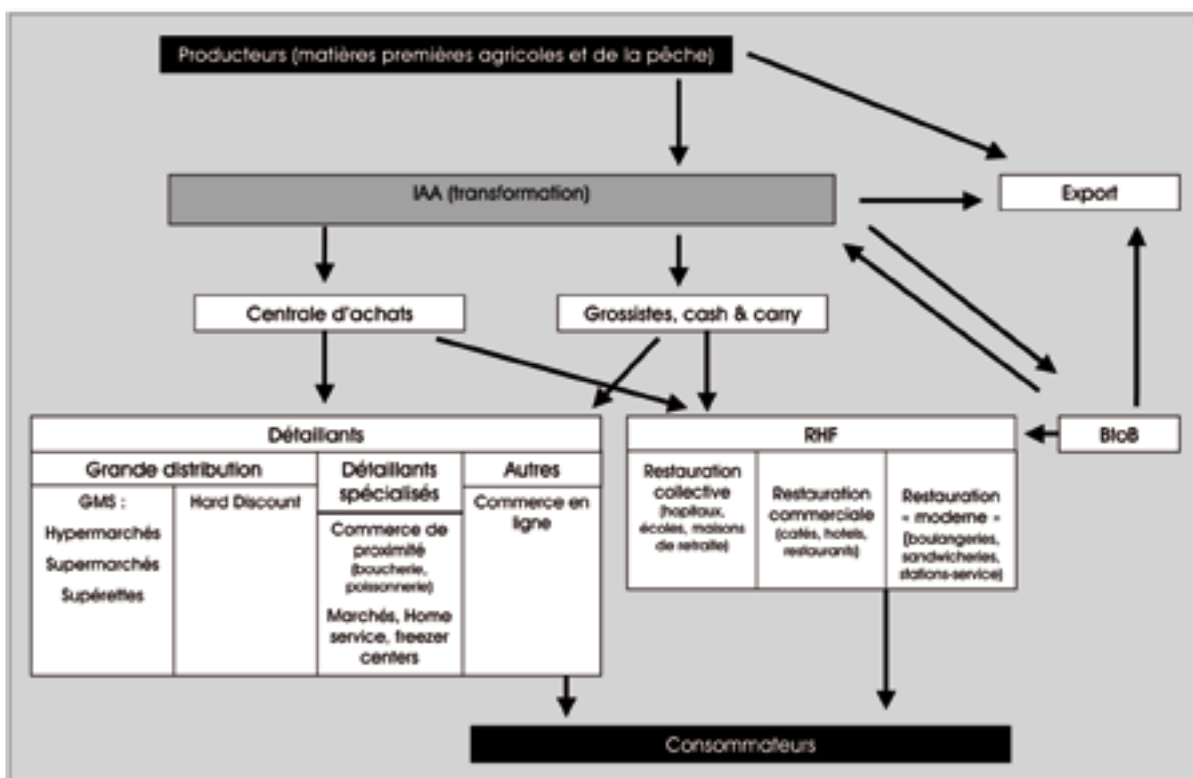 Producteurs (matières premières agricoles et de la pêche)
IAA (transformation)
Export
Centrale d'achats
Grossistes, cash & carry
Détaillants
Grande distribution
GMS :
Hypermarchés
Supermarchés
Supérettes
Hard Discount
Détaillants
spécialisés
Commerce de
proximité
(boucherie,
poissonnerie)
Marchés, Home
service, freezer
centers
Autres
Commerce en
ligne
RHF
Restauration
collective
(hopitaux,
écoles, maisons
de retraite)
Restauration
commerciale
(cafés, hotels,
restaurants)
Restauration
« moderne »
(boulangeries,
sandwicheries,
stations-service)
BtoB
Consommateurs